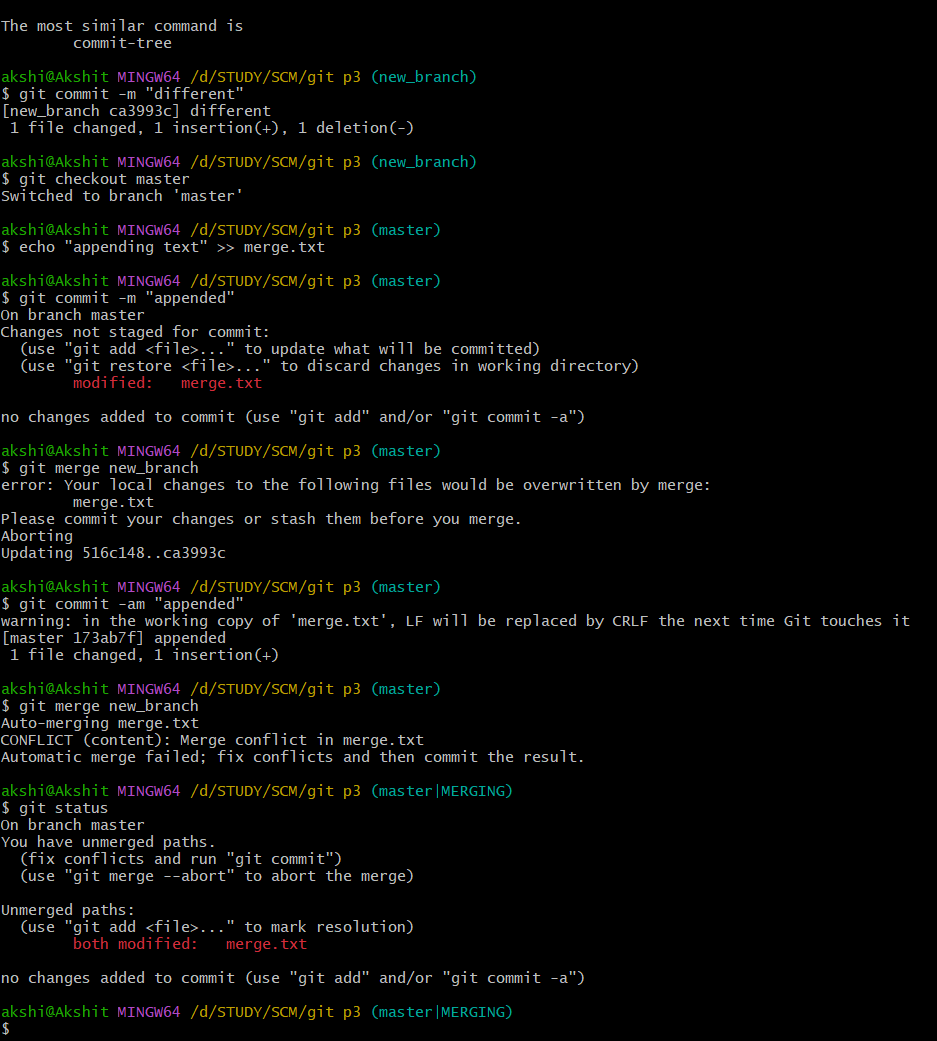 The most similar command is
        commit-tree

akshi@Akshit MINGW64 /d/STUDY/SCM/git p3 (new_branch)
$ git commit -m "different"
[new_branch ca3993c] different
 1 file changed, 1 insertion(+), 1 deletion(-)

akshi@Akshit MINGW64 /d/STUDY/SCM/git p3 (new_branch)
$ git checkout master
Switched to branch 'master'

akshi@Akshit MINGW64 /d/STUDY/SCM/git p3 (master)
$ echo "appending text" >> merge.txt

akshi@Akshit MINGW64 /d/STUDY/SCM/git p3 (master)
$ git commit -m "appended"
On branch master
Changes not staged for commit:
  (use "git add <file>..." to update what will be committed)
  (use "git restore <file>..." to discard changes in working directory)
        modified:   merge.txt

no changes added to commit (use "git add" and/or "git commit -a")

akshi@Akshit MINGW64 /d/STUDY/SCM/git p3 (master)
$ git merge new_branch
error: Your local changes to the following files would be overwritten by merge:
        merge.txt
Please commit your changes or stash them before you merge.
Aborting
Updating 516c148..ca3993c

akshi@Akshit MINGW64 /d/STUDY/SCM/git p3 (master)
$ git commit -am "appended"
warning: in the working copy of 'merge.txt', LF will be replaced by CRLF the next time Git touches it
[master 173ab7f] appended
 1 file changed, 1 insertion(+)

akshi@Akshit MINGW64 /d/STUDY/SCM/git p3 (master)
$ git merge new_branch
Auto-merging merge.txt
CONFLICT (content): Merge conflict in merge.txt
Automatic merge failed; fix conflicts and then commit the result.

akshi@Akshit MINGW64 /d/STUDY/SCM/git p3 (master|MERGING)
$ git status
On branch master
You have unmerged paths.
  (fix conflicts and run "git commit")
  (use "git merge --abort" to abort the merge)

Unmerged paths:
  (use "git add <file>..." to mark resolution)
        both modified:   merge.txt

no changes added to commit (use "git add" and/or "git commit -a")

akshi@Akshit MINGW64 /d/STUDY/SCM/git p3 (master|MERGING)
$